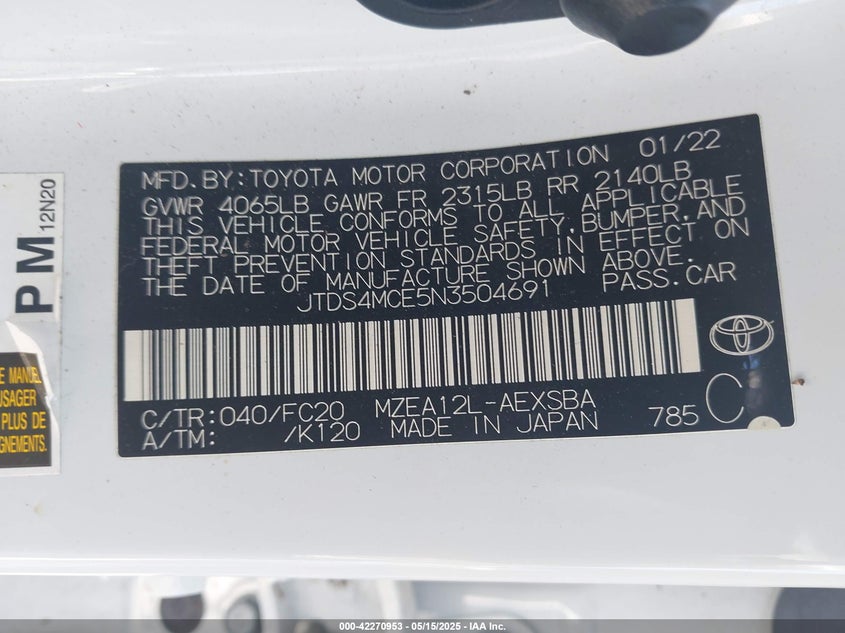 MFD.BY:TOYOTA MOTOR CORPORATION 01/22
GVWR 4065LB GAWR FR 2315LB RR 2140LB
THIS VEHICLE CONFORMS TO ALL APPLICABLE
FEDERAL MOTOR VEHICLE SAFETY,BUMPER,AND
THEFT PREVENTION STANDARDS IN EFFECT ON
THE DATE OF MANUFACTURE SHOWN ABOVE.
JTDS4MCE5N3504691 PASS.CAR
C/TR:040/FC20 MZEA12L-AEXSBA
A/TM: /K120 MADE IN JAPAN 785 C
PM 12N20
E MANUEL
USAGER
PLUS DE
GNEMENTS.
000-42270953 - 05/15/2025 - IAA Inc.